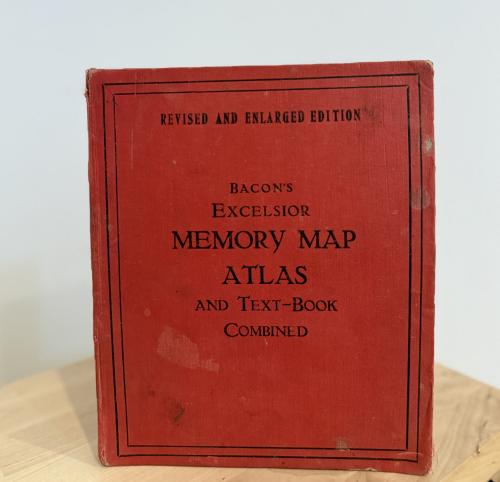 REVISED AND ENLARGED EDITION
BACON'S
EXCELSIOR
MEMORY MAP
ATLAS
AND TEXT-BOOK
COMBINED